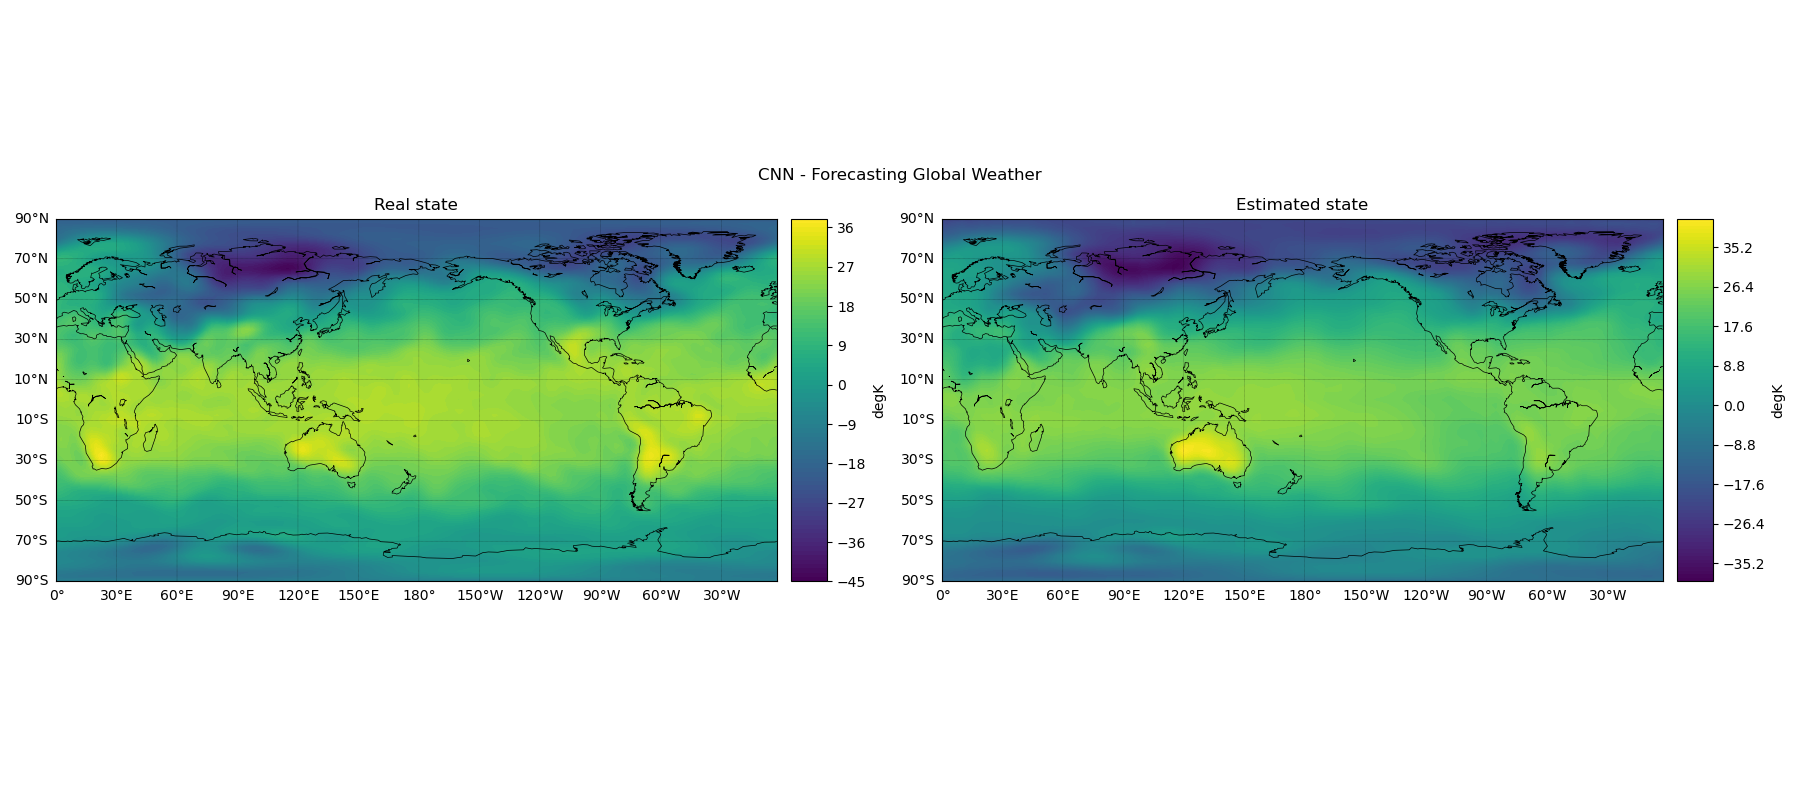 CNN - Forecasting Global Weather
Real state
90°N
70°N
50°N
30°N
10°N
10°S
30°S
50°S
70°S
90°S
0° 30°E 60°E 90°E 120°E 150°E 180° 150°W 120°W 90°W 60°W 30°W
36
27
18
9
0
−9
−18
−27
−36
−45
degK
Estimated state
90°N
70°N
50°N
30°N
10°N
10°S
30°S
50°S
70°S
90°S
0° 30°E 60°E 90°E 120°E 150°E 180° 150°W 120°W 90°W 60°W 30°W
35.2
26.4
17.6
8.8
0.0
−8.8
−17.6
−26.4
−35.2
degK